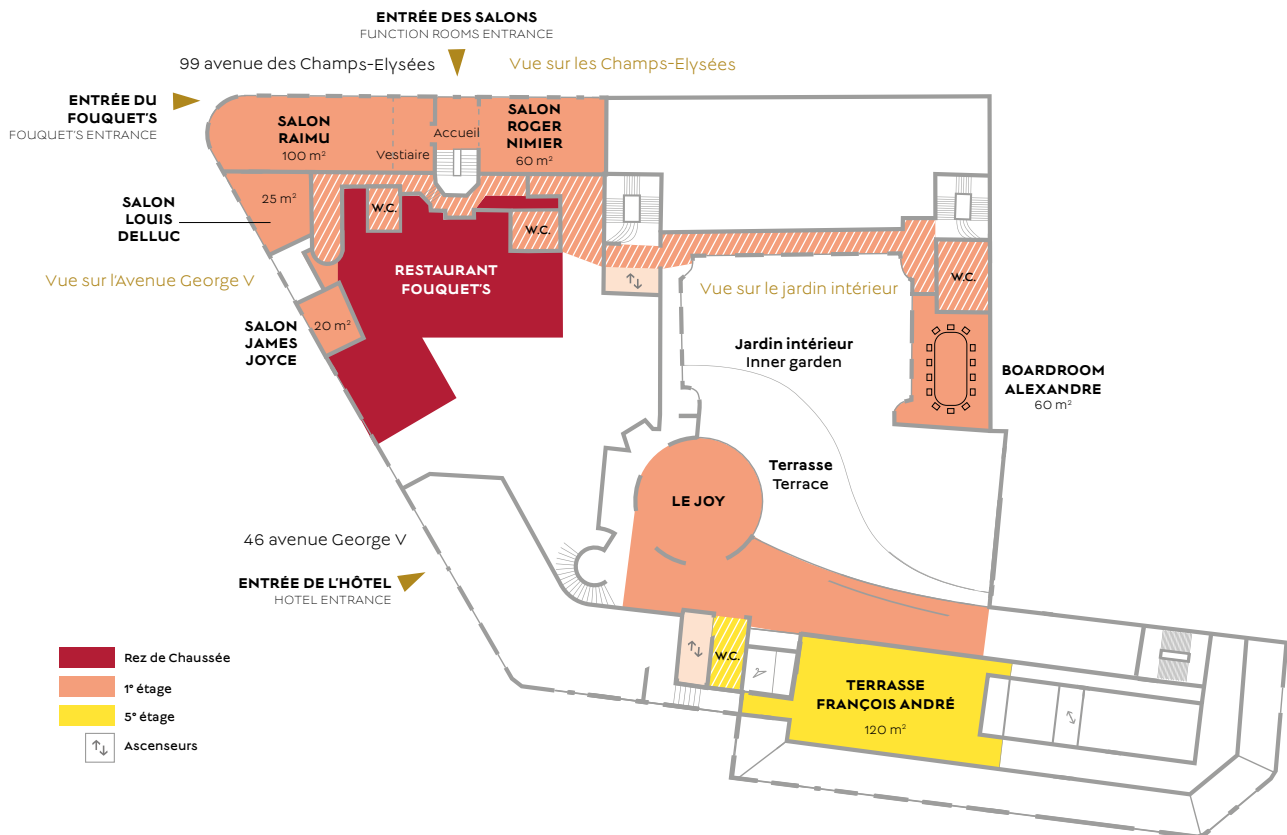 ENTRÉE DES SALONS
FUNCTION ROOMS ENTRANCE
99 avenue des Champs-Elysées
Vue sur les Champs-Elysées
ENTRÉE DU
FOUQUET'S
FOUQUET'S ENTRANCE
SALON
RAIMU
100 m²
Vestiaire
Accueil
SALON
ROGER
NIMIER
60 m²
SALON
LOUIS
DELLUC
25 m²
W.C.
W.C.
RESTAURANT
FOUQUET'S
Vue sur l'Avenue George V
SALON
JAMES
JOYCE
20 m²
Vue sur le jardin intérieur
W.C.
Jardin intérieur
Inner garden
BOARDROOM
ALEXANDRE
60 m²
Terrasse
Terrace
LE JOY
46 avenue George V
ENTRÉE DE L'HÔTEL
HOTEL ENTRANCE
W.C.
TERRASSE
FRANÇOIS ANDRÉ
120 m²
Rez de Chaussée
1° étage
5° étage
Ascenseurs